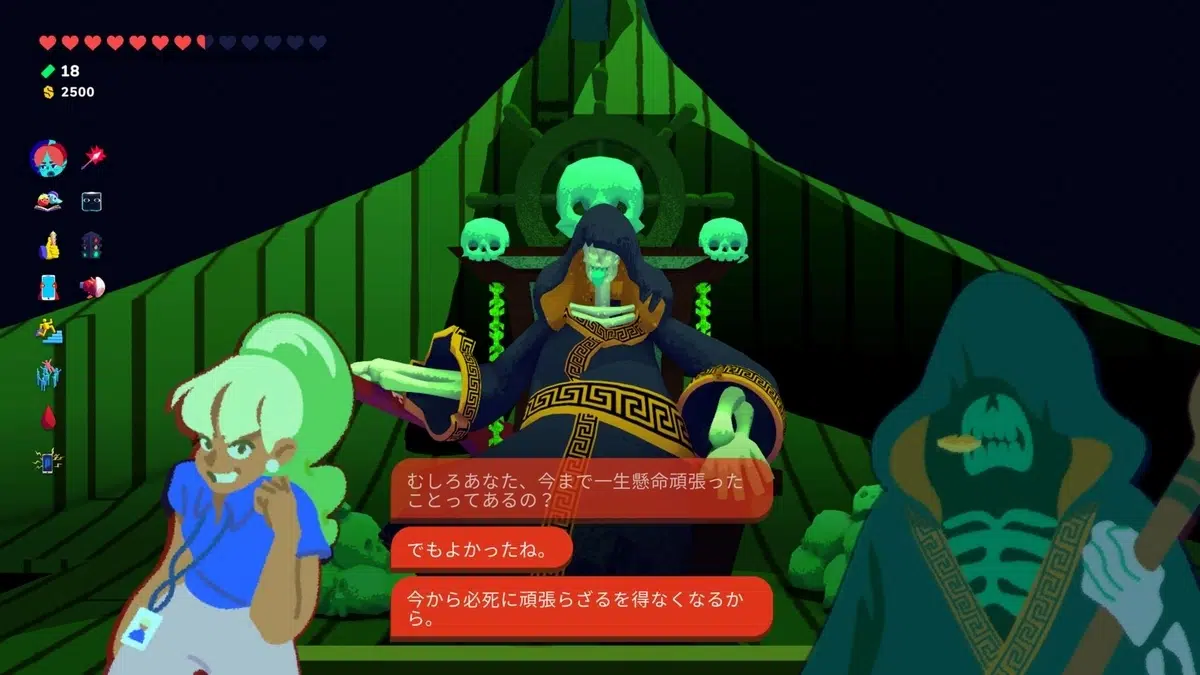 18
2500
むしろあなた、今まで一生懸命頑張った
ことってあるの？
でもよかったね。
今から必死に頑張らざるを得なくなるか
ら。